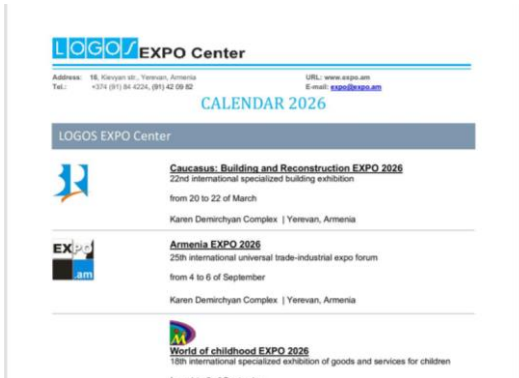 LOGOS EXPO Center
Address: 18, Kievyan str., Yerevan, Armenia URL: www.expo.am
Tel.: +374 (91) 84 4224, (91) 42 09 82 E-mail: expo@expo.am
CALENDAR 2026
LOGOS EXPO Center
Caucasus: Building and Reconstruction EXPO 2026
22nd international specialized building exhibition
from 20 to 22 of March
Karen Demirchyan Complex | Yerevan, Armenia
EXPO
.am
Armenia EXPO 2026
25th international universal trade-industrial expo forum
from 4 to 6 of September
Karen Demirchyan Complex | Yerevan, Armenia
World of childhood EXPO 2026
18th international specialized exhibition of goods and services for children